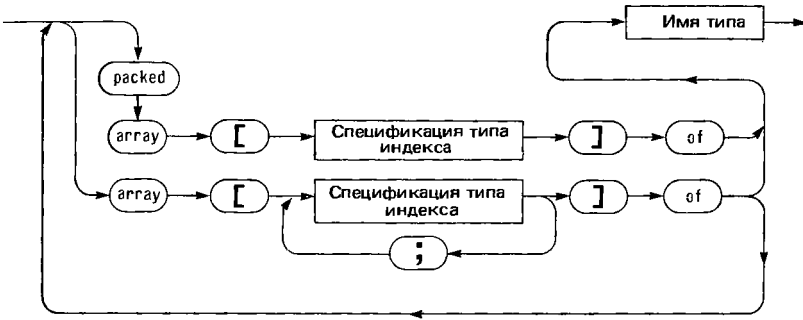 Имя типа
packed
array [ Спецификация типа индекса ] of
array [ Спецификация типа индекса ] of
;